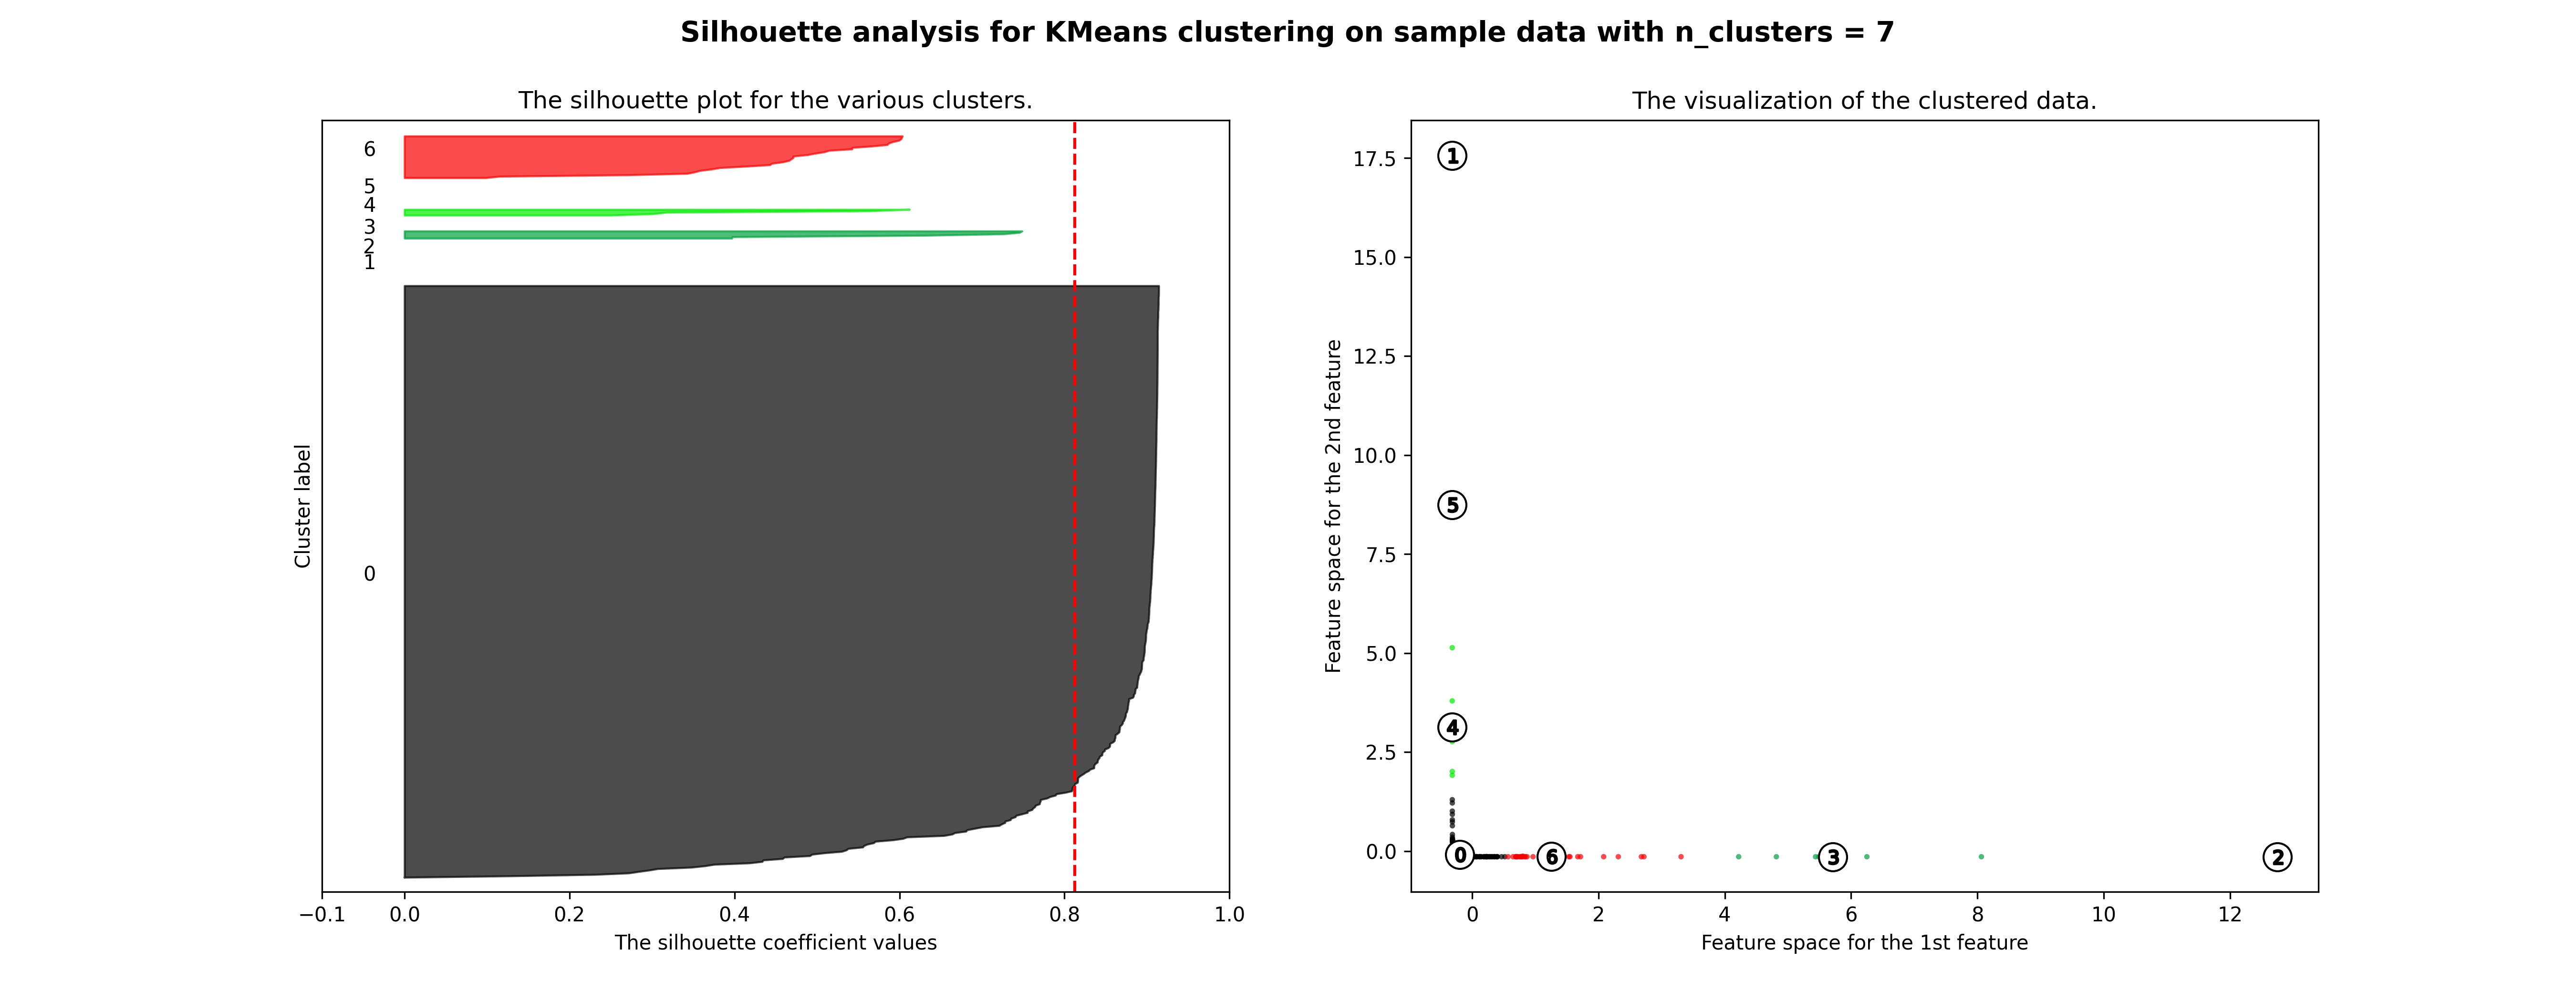 Silhouette analysis for KMeans clustering on sample data with n_clusters = 7
The silhouette plot for the various clusters.
6
5
4
3
2
1
0
Cluster label
−0.1 0.0 0.2 0.4 0.6 0.8 1.0
The silhouette coefficient values
The visualization of the clustered data.
17.5
15.0
12.5
10.0
7.5
5.0
2.5
0.0
Feature space for the 2nd feature
1
5
4
0 6 3 2
0 2 4 6 8 10 12
Feature space for the 1st feature